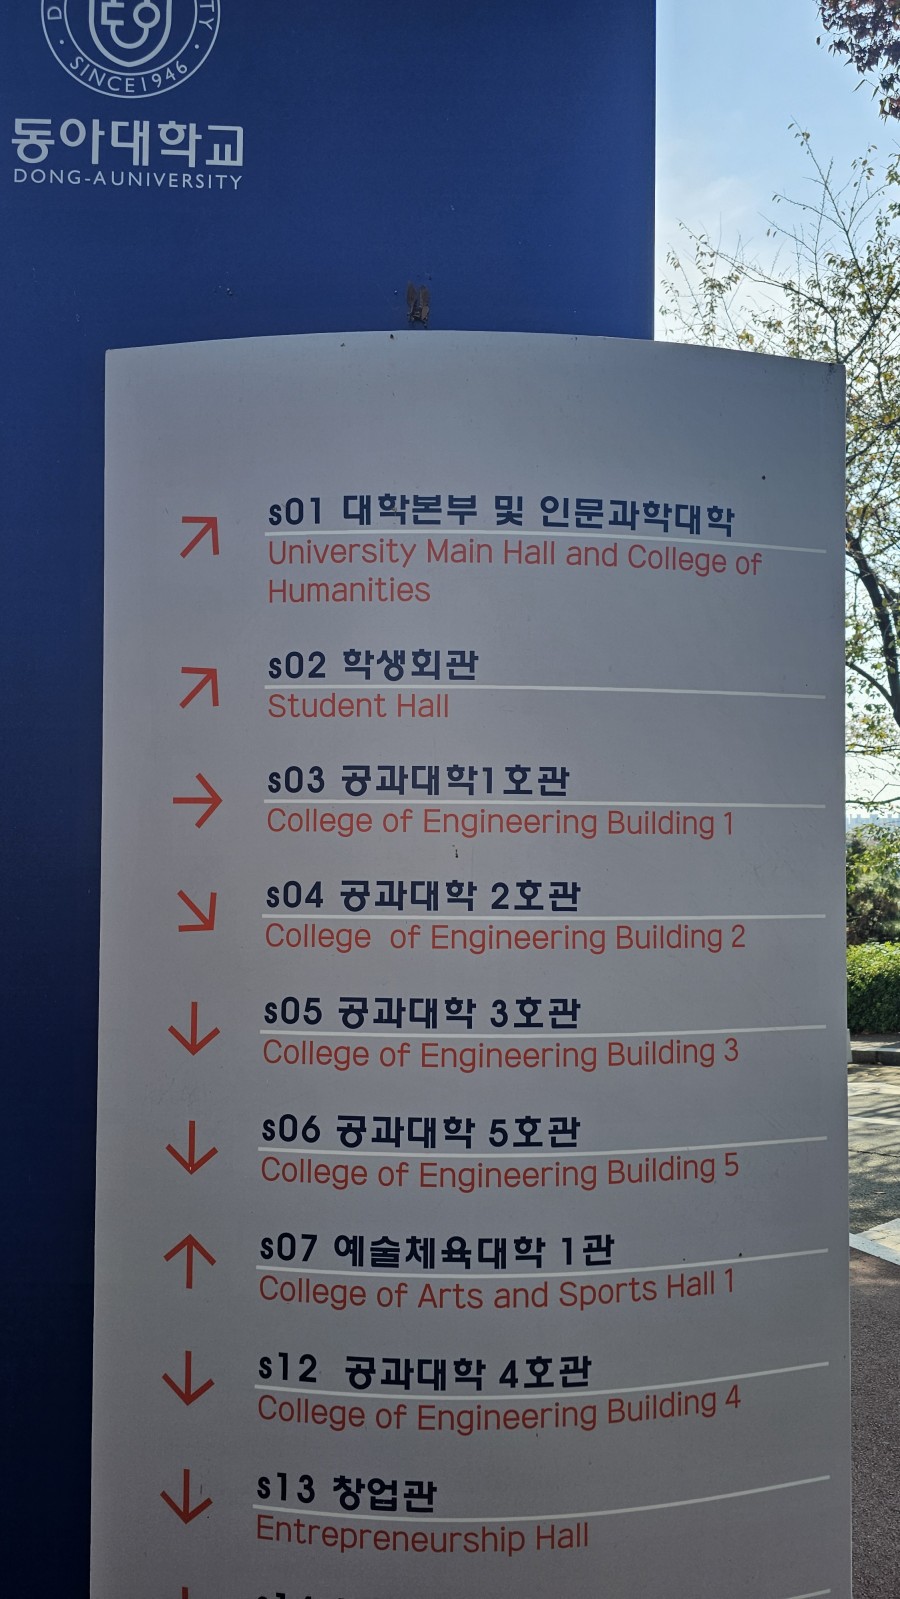 SINCE1946
동아대학교
DONG-AUNIVERSITY
s01 대학본부 및 인문과학대학
University Main Hall and College of
Humanities
s02 학생회관
Student Hall
s03 공과대학1호관
College of Engineering Building 1
s04 공과대학 2호관
College of Engineering Building 2
s05 공과대학 3호관
College of Engineering Building 3
s06 공과대학 5호관
College of Engineering Building 5
s07 예술체육대학 1관
College of Arts and Sports Hall 1
s12 공과대학 4호관
College of Engineering Building 4
s13 창업관
Entrepreneurship Hall